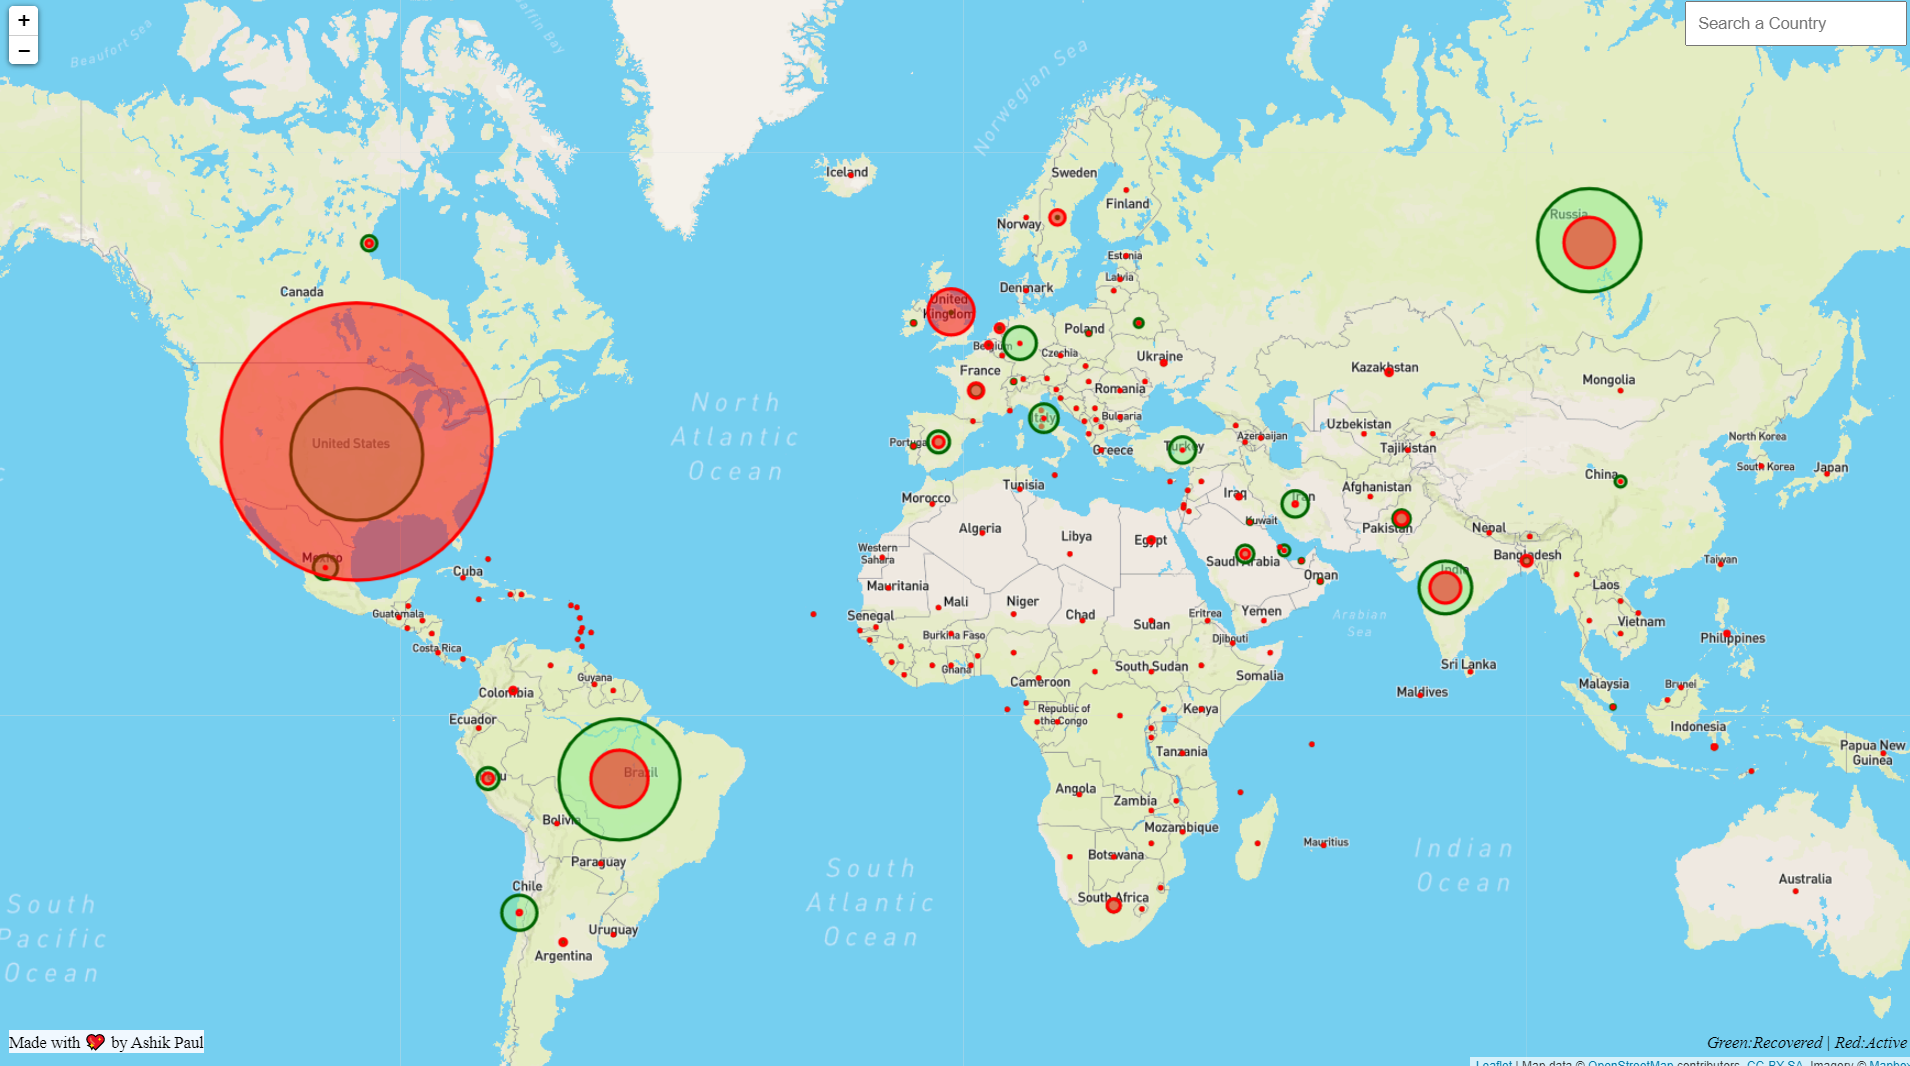 +
−
Search a Country
Beaufort Sea
Baffin Bay
Norwegian Sea
Iceland
Sweden
Finland
Norway
Russia
Estonia
Latvia
Denmark
Canada
United
Kingdom
Poland
Belgium
Czechia
Ukraine
France
Kazakhstan
Mongolia
Romania
North
Atlantic
Ocean
Italy
Bulgaria
Uzbekistan
Azerbaijan
North Korea
United States
Portugal
Turkey
Greece
Tajikistan
South Korea
Japan
China
Tunisia
Afghanistan
Morocco
Iraq
Iran
Kuwait
Pakistan
Nepal
Algeria
Libya
Egypt
Western
Sahara
Saudi Arabia
Bangladesh
Taiwan
Mexico
Cuba
India
Oman
Mauritania
Laos
Mali
Niger
Chad
Guatemala
Senegal
Eritrea
Yemen
Arabian
Sea
Sudan
Vietnam
Burkina Faso
Djibouti
Philippines
Costa Rica
Ghana
South Sudan
Sri Lanka
Somalia
Guyana
Cameroon
Malaysia
Brunei
Colombia
Maldives
Republic of
the Congo
Kenya
Ecuador
Indonesia
Tanzania
Papua New
Guinea
Brazil
Angola
Zambia
Bolivia
Mozambique
Mauritius
Botswana
Indian
Ocean
Paraguay
South
Atlantic
Ocean
Chile
Australia
South Africa
South
Pacific
Ocean
Uruguay
Argentina
Made with 💖 by Ashik Paul
Green:Recovered | Red:Active
Leaflet | Map data © OpenStreetMap contributors, CC-BY-SA, Imagery © Mapbox